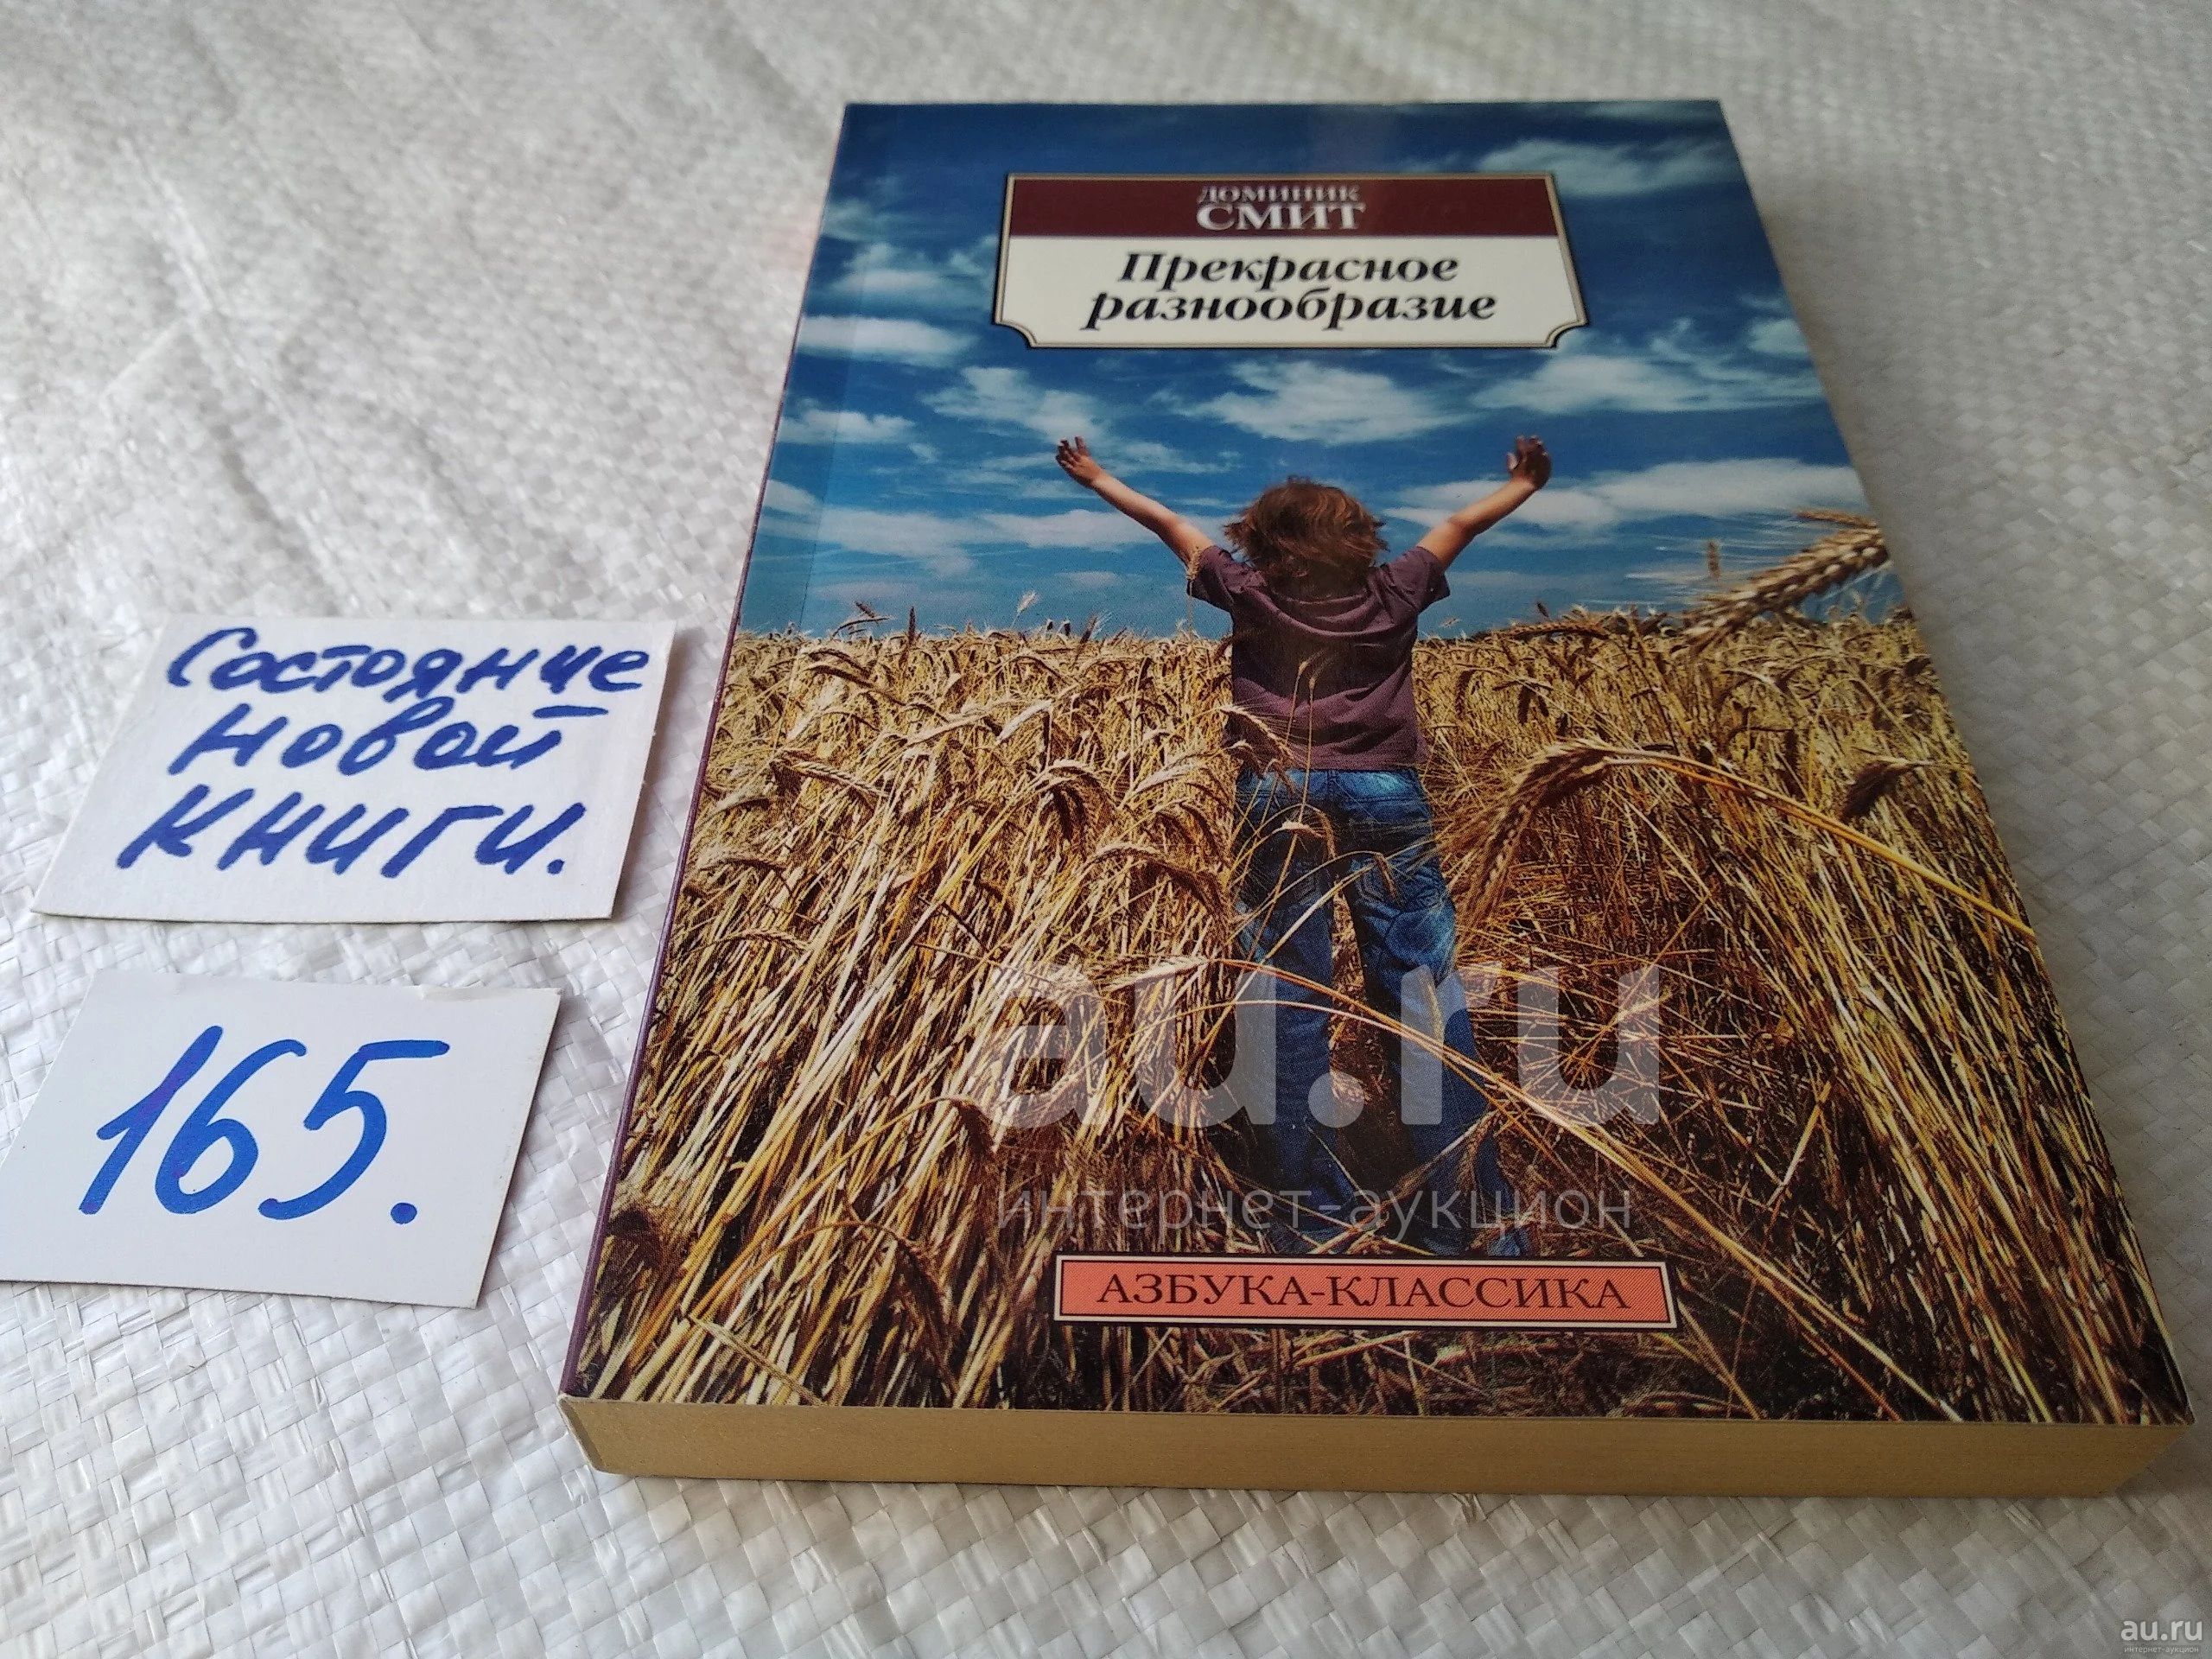 ДОМИНИК
СМИТ
Прекрасное
разнообразие
Состояние
новой
книги.
165.
au.ru
интернет-аукцион
АЗБУКА-КЛАССИКА
au.ru
интернет-аукцион